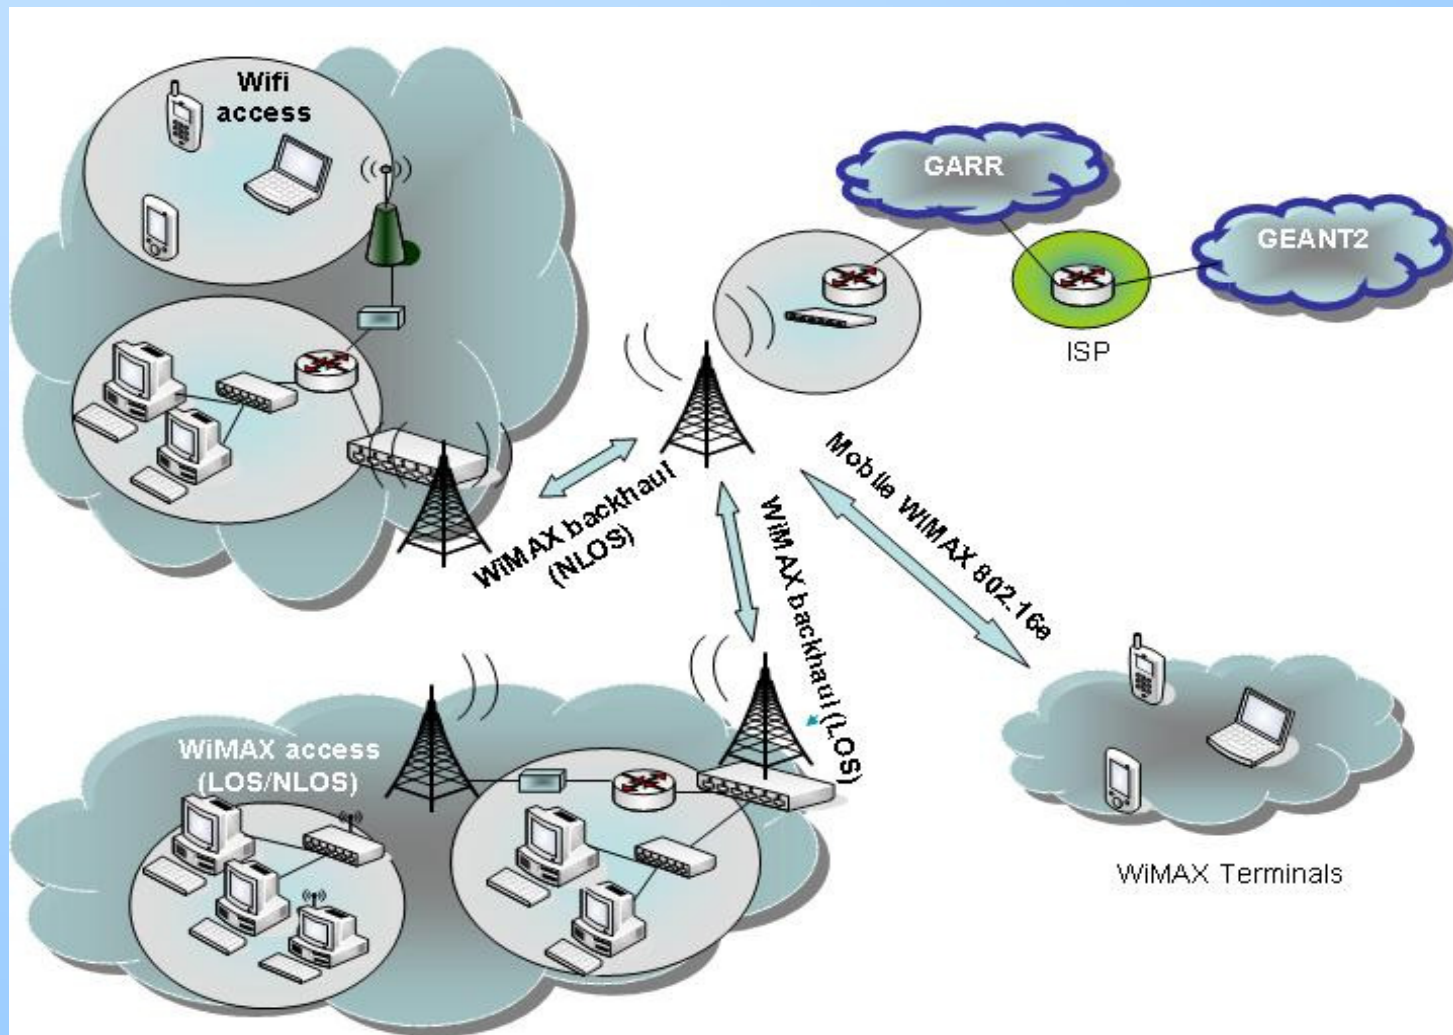 Wifi
access
GARR
GEANT2
ISP
WiMAX backhaul
(NLOS)
WiMAX backhaul (LOS)
Mobile WIMAX 802.16e
WiMAX access
(LOS/NLOS)
WiMAX Terminals